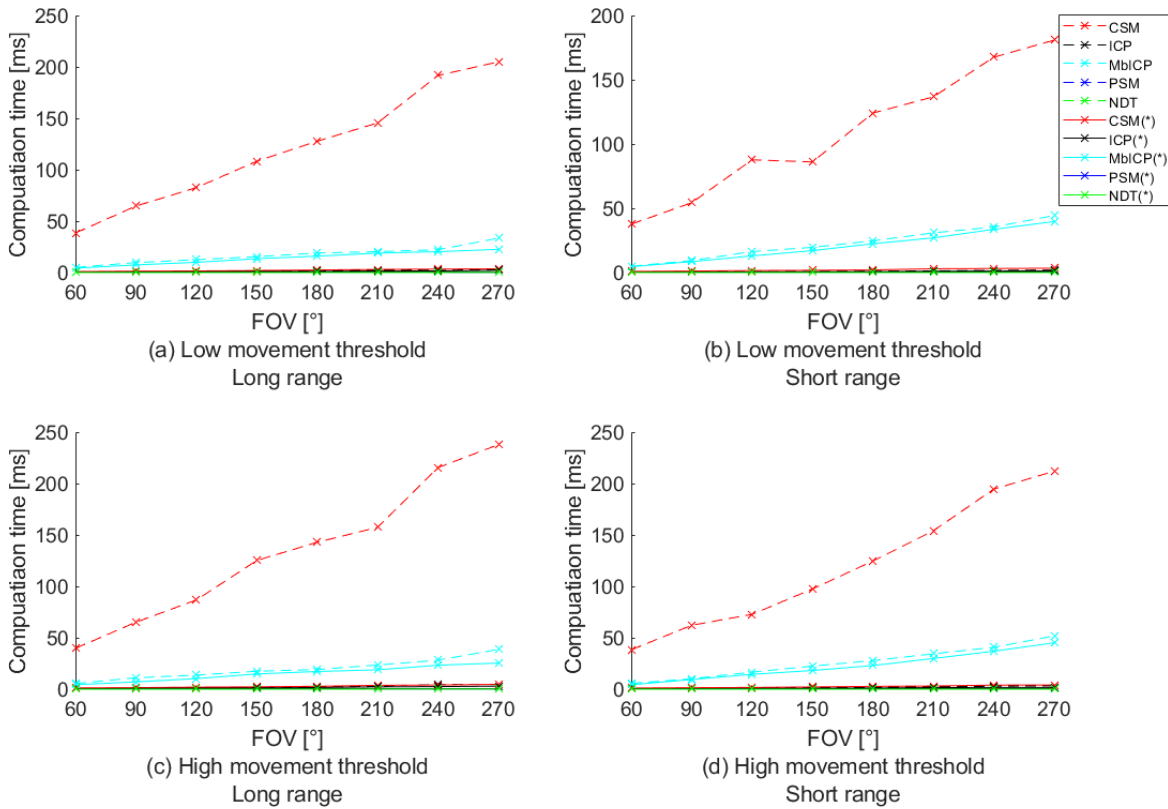 250
200
150
100
50
0
Compuatiaon time [ms]
60 90 120 150 180 210 240 270
FOV [°]
(a) Low movement threshold
Long range
200
150
100
50
0
Compuatiaon time [ms]
60 90 120 150 180 210 240 270
FOV [°]
(b) Low movement threshold
Short range
CSM
ICP
MbICP
PSM
NDT
CSM(*)
ICP(*)
MbICP(*)
PSM(*)
NDT(*)
250
200
150
100
50
0
Compuatiaon time [ms]
60 90 120 150 180 210 240 270
FOV [°]
(c) High movement threshold
Long range
250
200
150
100
50
0
Compuatiaon time [ms]
60 90 120 150 180 210 240 270
FOV [°]
(d) High movement threshold
Short range